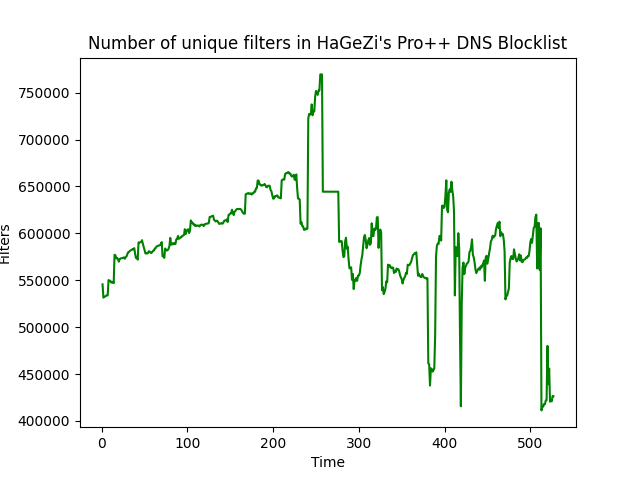 Number of unique filters in HaGeZi's Pro++ DNS Blocklist
750000
700000
650000
600000
550000
500000
450000
400000
Filters
0 100 200 300 400 500
Time